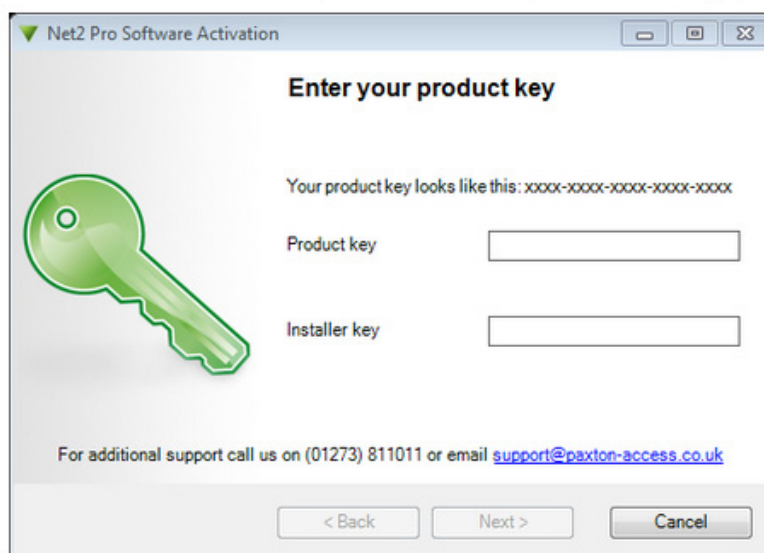 Net2 Pro Software Activation
Enter your product key
Your product key looks like this: xxxx-xxxx-xxxx-xxxx-xxxx
Product key
Installer key
For additional support call us on (01273) 811011 or email support@paxton-access.co.uk
< Back Next > Cancel